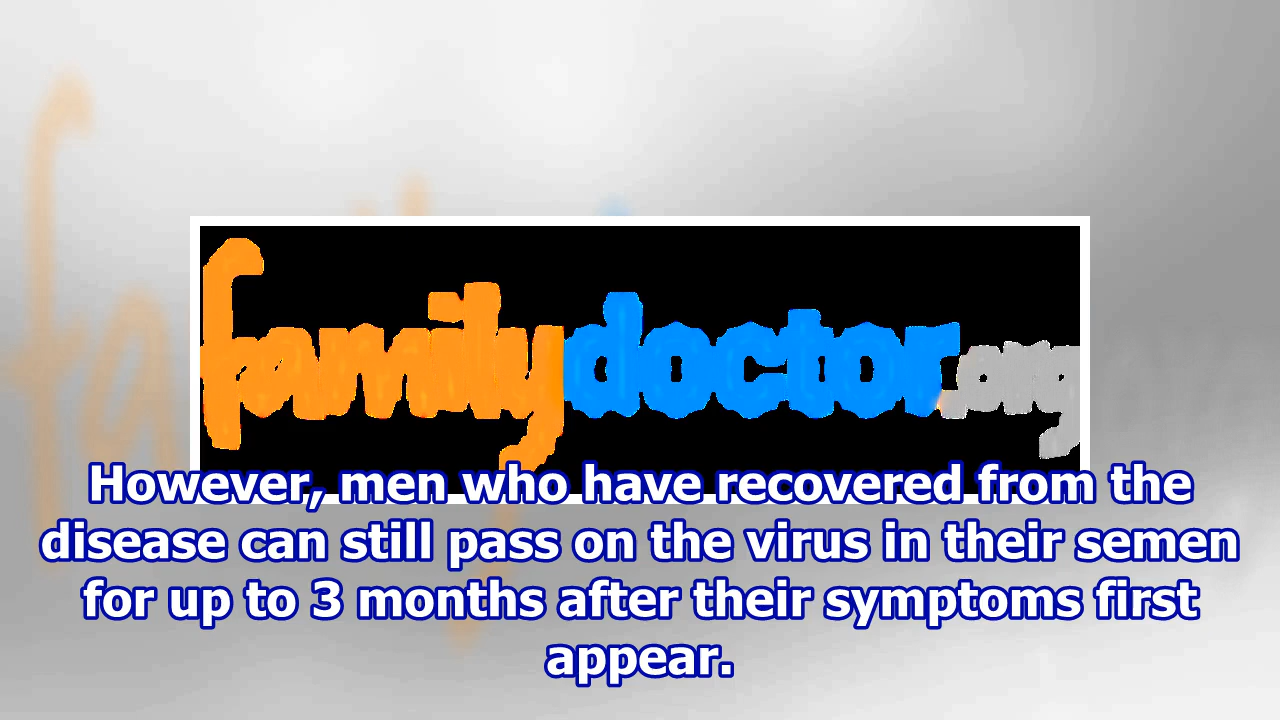 familydoctor.org
However, men who have recovered from the
disease can still pass on the virus in their semen
for up to 3 months after their symptoms first
appear.